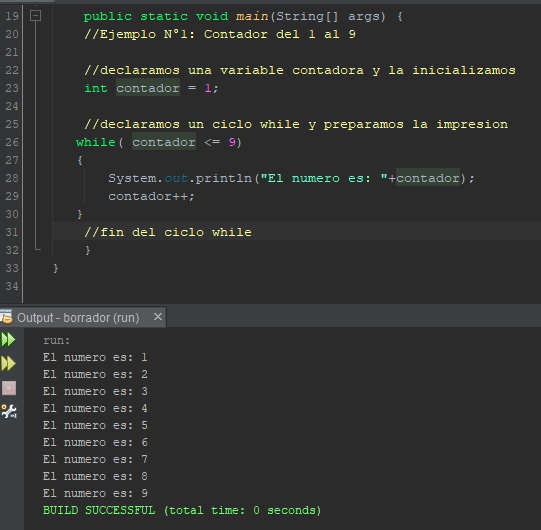 19 public static void main(String[] args) {
20 //Ejemplo N°1: Contador del 1 al 9
21
22 //declaramos una variable contadora y la inicializamos
23 int contador = 1;
24
25 //declaramos un ciclo while y preparamos la impresion
26 while( contador <= 9)
27 {
28 System.out.println("El numero es: "+contador);
29 contador++;
30 }
31 //fin del ciclo while
32 }
33 }
34
Output - borrador (run) ×
run:
El numero es: 1
El numero es: 2
El numero es: 3
El numero es: 4
El numero es: 5
El numero es: 6
El numero es: 7
El numero es: 8
El numero es: 9
BUILD SUCCESSFUL (total time: 0 seconds)